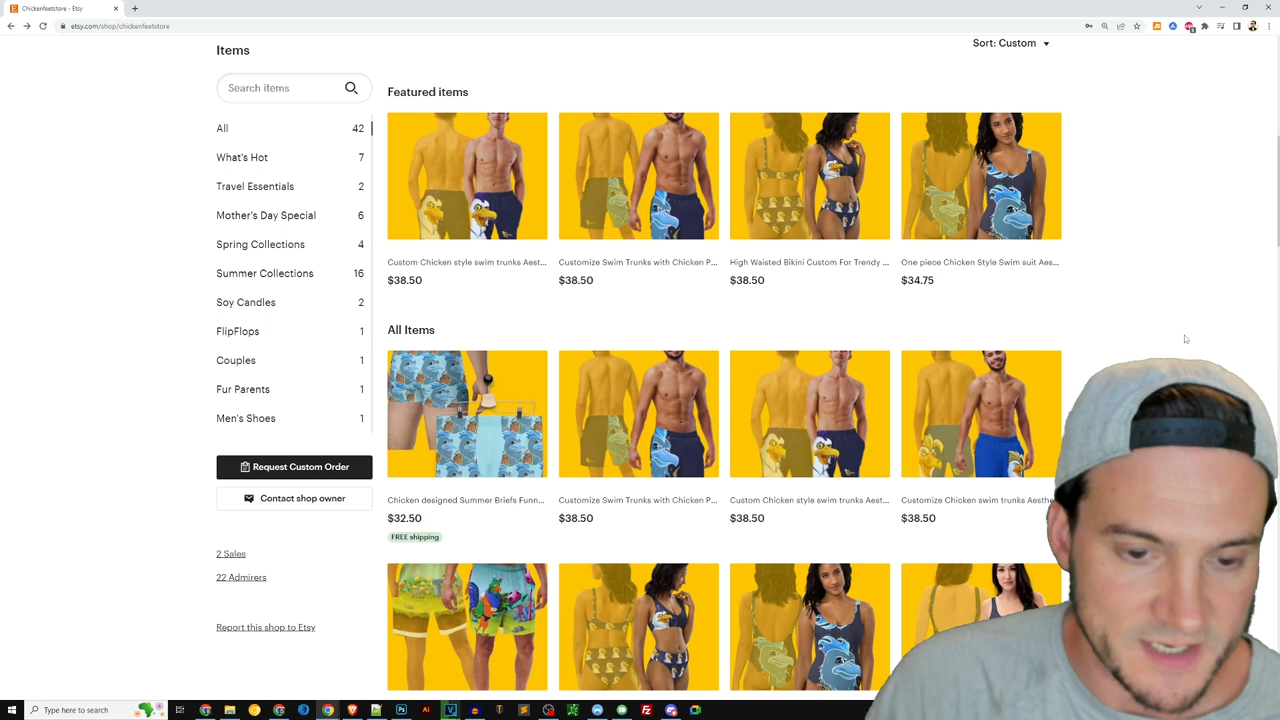 Chickenfeetstore - Etsy
etsy.com/shop/chickenfeetstore
Items
Sort: Custom
Search items
Featured items
All 42
What's Hot 7
Travel Essentials 2
Mother's Day Special 6
Spring Collections 4
Summer Collections 16
Soy Candles 2
FlipFlops 1
Couples 1
Fur Parents 1
Men's Shoes 1
Custom Chicken style swim trunks Aest...
Customize Swim Trunks with Chicken P...
High Waisted Bikini Custom For Trendy ...
One piece Chicken Style Swim suit Aes...
$38.50
$38.50
$38.50
$34.75
All Items
Request Custom Order
Contact shop owner
Chicken designed Summer Briefs Funn...
Customize Swim Trunks with Chicken P...
Custom Chicken style swim trunks Aest...
Customize Chicken swim trunks Aesthe
$32.50
$38.50
$38.50
$38.50
FREE shipping
2 Sales
22 Admirers
Report this shop to Etsy
Type here to search